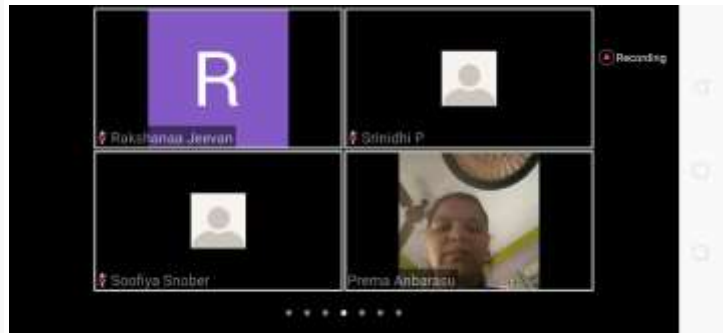 R
Recording
Rakshanaa Jeevan
Srinidhi P
Soofiya Snober
Prema Anbarasu